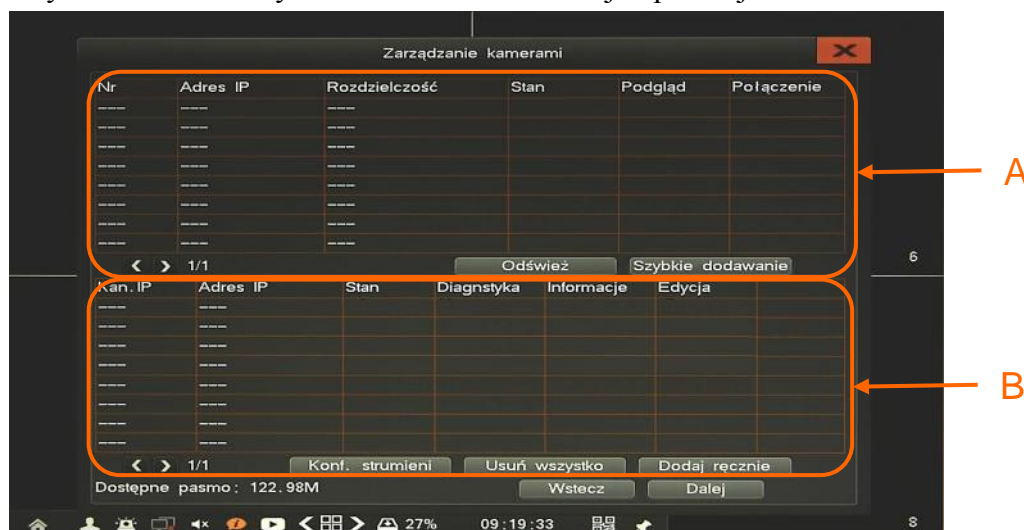 Zarządzanie kamerami
Nr Adres IP Rozdzielczość Stan Podgląd Połączenie
--- --- ---
--- --- ---
--- --- ---
--- --- ---
--- --- ---
--- --- ---
--- --- ---
--- --- ---
A
1/1 Odśwież Szybkie dodawanie
6
Kan.IP Adres IP Stan Diagnstyka Informacje Edycja
--- ---
--- ---
--- ---
--- ---
--- ---
--- ---
--- ---
--- ---
B
1/1 Konf. strumieni Usuń wszystko Dodaj ręcznie
Dostępne pasmo: 122.98M Wstecz Dalej
27% 09:19:33 8